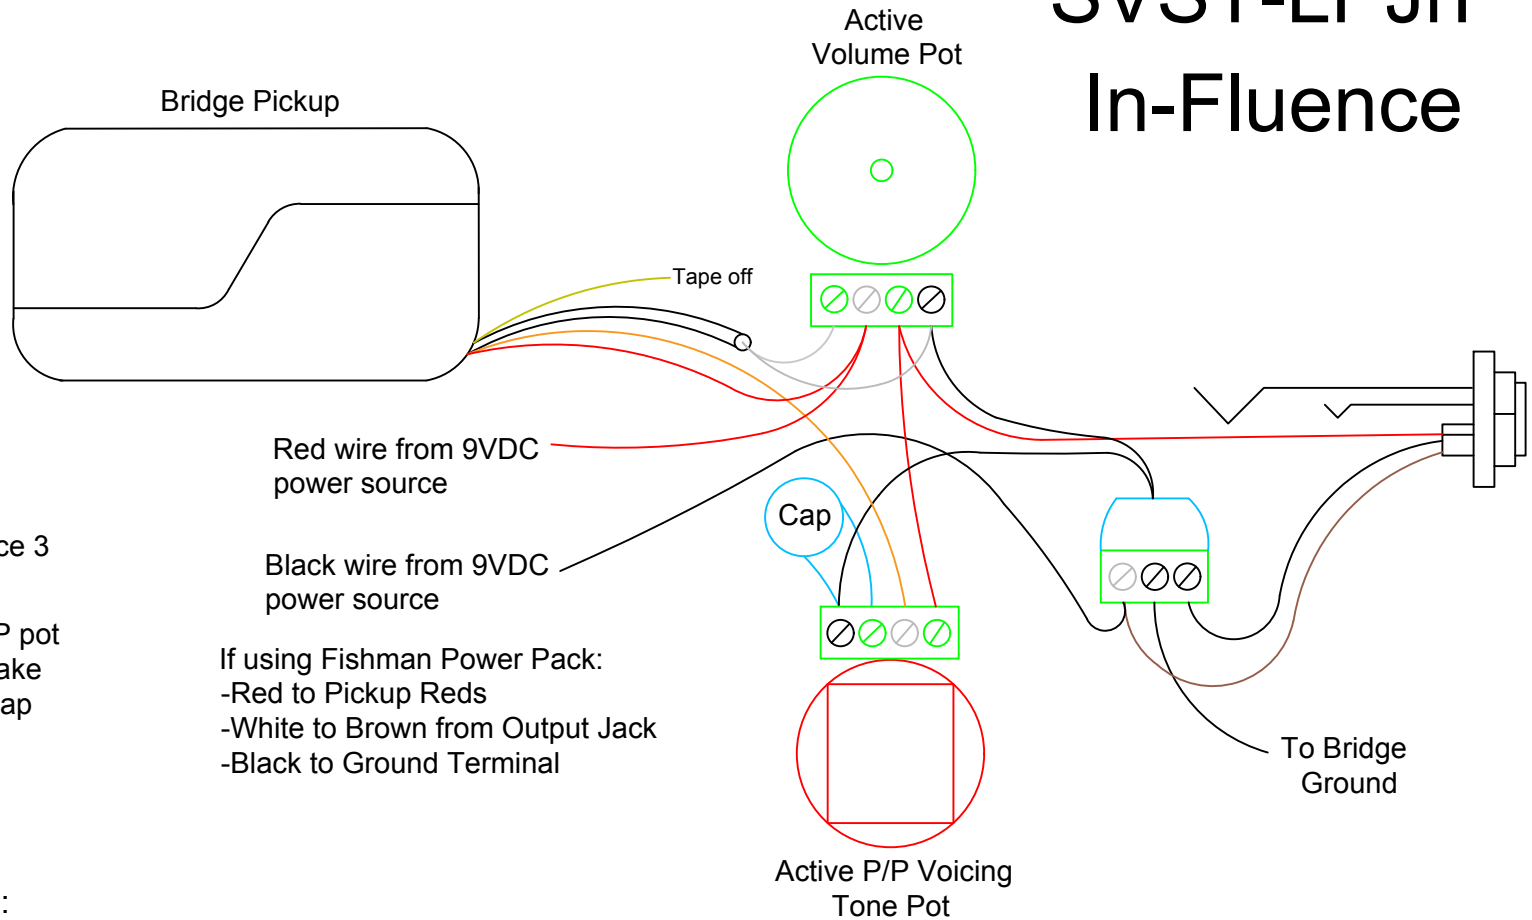 In-Fluence
Active
Volume Pot
Bridge Pickup
Tape off
Red wire from 9VDC
power source
Cap
Black wire from 9VDC
power source
If using Fishman Power Pack:
-Red to Pickup Reds
-White to Brown from Output Jack
-Black to Ground Terminal
3
pot
To Bridge
Ground
Active P/P Voicing
Tone Pot